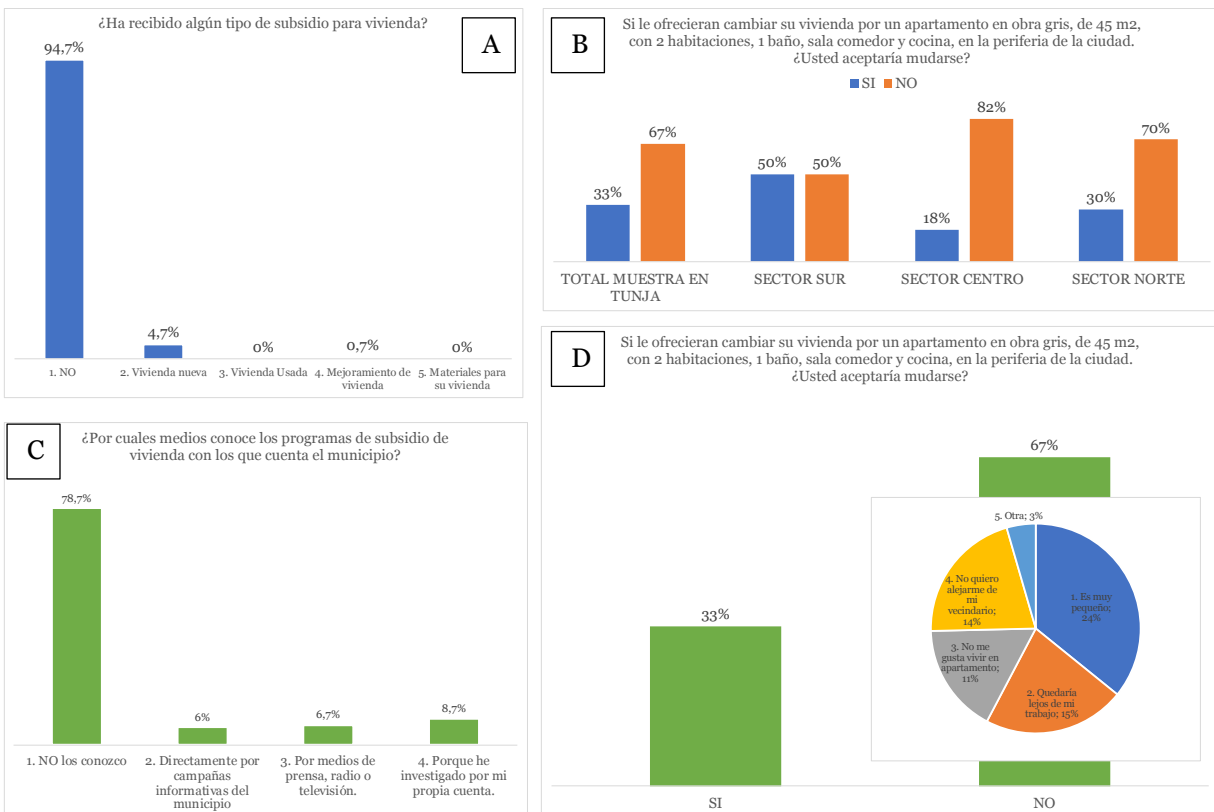 ¿Ha recibido algún tipo de subsidio para vivienda?
A
94,7%
4,7%
0%
0,7%
0%
1. NO
2. Vivienda nueva
3. Vivienda Usada
4. Mejoramiento de
vivienda
5. Materiales para
su vivienda
B
Si le ofrecieran cambiar su vivienda por un apartamento en obra gris, de 45 m2,
con 2 habitaciones, 1 baño, sala comedor y cocina, en la periferia de la ciudad.
¿Usted aceptaría mudarse?
SI NO
33%
67%
50%
50%
18%
82%
30%
70%
TOTAL MUESTRA EN
TUNJA
SECTOR SUR
SECTOR CENTRO
SECTOR NORTE
C
¿Por cuales medios conoce los programas de subsidio de
vivienda con los que cuenta el municipio?
78,7%
6%
6,7%
8,7%
1. NO los conozco
2. Directamente por
campañas
informativas del
municipio
3. Por medios de
prensa, radio o
televisión.
4. Porque he
investigado por mi
propia cuenta.
D
Si le ofrecieran cambiar su vivienda por un apartamento en obra gris, de 45 m2,
con 2 habitaciones, 1 baño, sala comedor y cocina, en la periferia de la ciudad.
¿Usted aceptaría mudarse?
33%
67%
5. Otra; 3%
1. Es muy
pequeño;
24%
2. Quedaría
lejos de mi
trabajo; 15%
3. No me
gusta vivir en
apartamento;
11%
4. No quiero
alejarme de
mi
vecindario;
14%
SI
NO